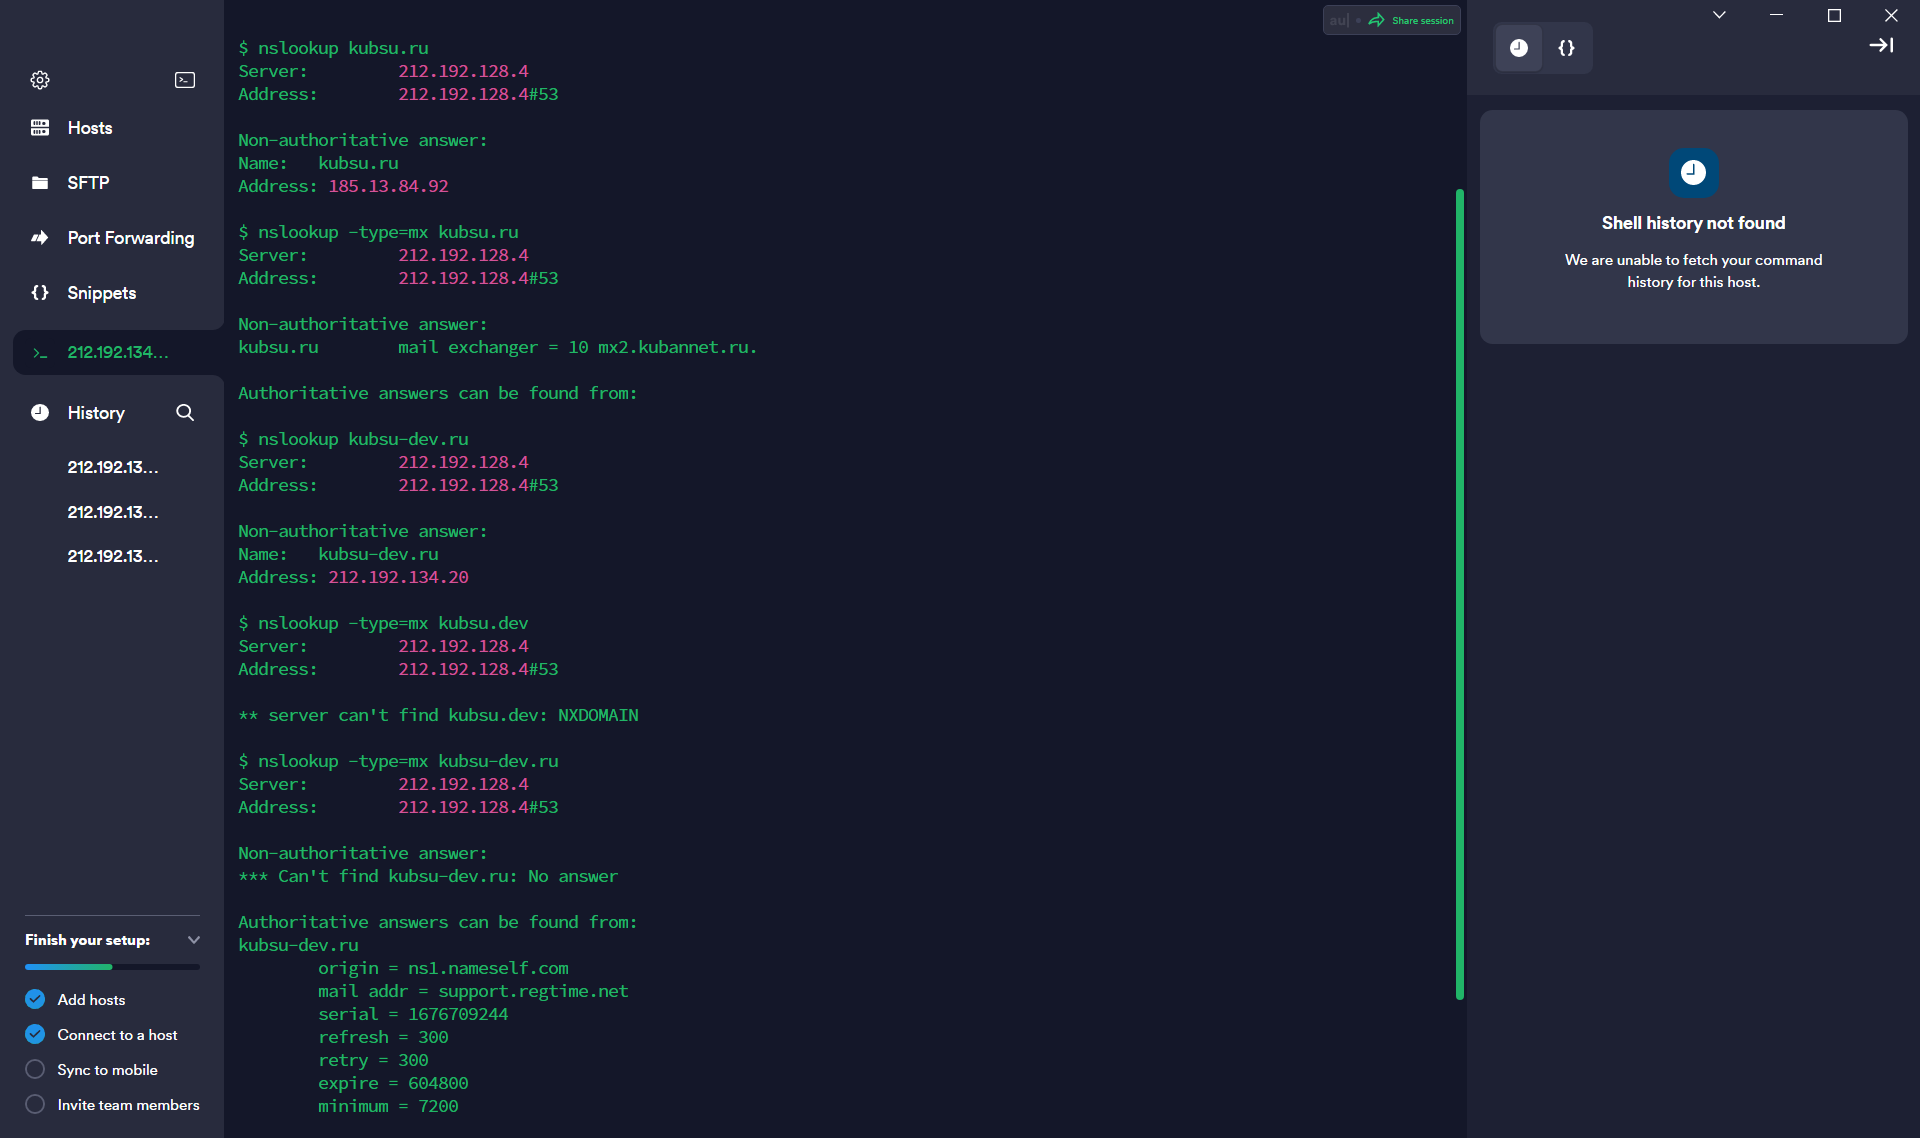 Hosts
SFTP
Port Forwarding
{} Snippets
>_ 212.192.134...
History
212.192.13...
212.192.13...
212.192.13...
Finish your setup:
Add hosts
Connect to a host
Sync to mobile
Invite team members
Share session
$ nslookup kubsu.ru
Server:         212.192.128.4
Address:        212.192.128.4#53
Non-authoritative answer:
Name:   kubsu.ru
Address: 185.13.84.92
$ nslookup -type=mx kubsu.ru
Server:         212.192.128.4
Address:        212.192.128.4#53
Non-authoritative answer:
kubsu.ru        mail exchanger = 10 mx2.kubannet.ru.
Authoritative answers can be found from:
$ nslookup kubsu-dev.ru
Server:         212.192.128.4
Address:        212.192.128.4#53
Non-authoritative answer:
Name:   kubsu-dev.ru
Address: 212.192.134.20
$ nslookup -type=mx kubsu.dev
Server:         212.192.128.4
Address:        212.192.128.4#53
** server can't find kubsu.dev: NXDOMAIN
$ nslookup -type=mx kubsu-dev.ru
Server:         212.192.128.4
Address:        212.192.128.4#53
Non-authoritative answer:
*** Can't find kubsu-dev.ru: No answer
Authoritative answers can be found from:
kubsu-dev.ru
        origin = ns1.nameself.com
        mail addr = support.regtime.net
        serial = 1676709244
        refresh = 300
        retry = 300
        expire = 604800
        minimum = 7200
{}
Shell history not found
We are unable to fetch your command
history for this host.